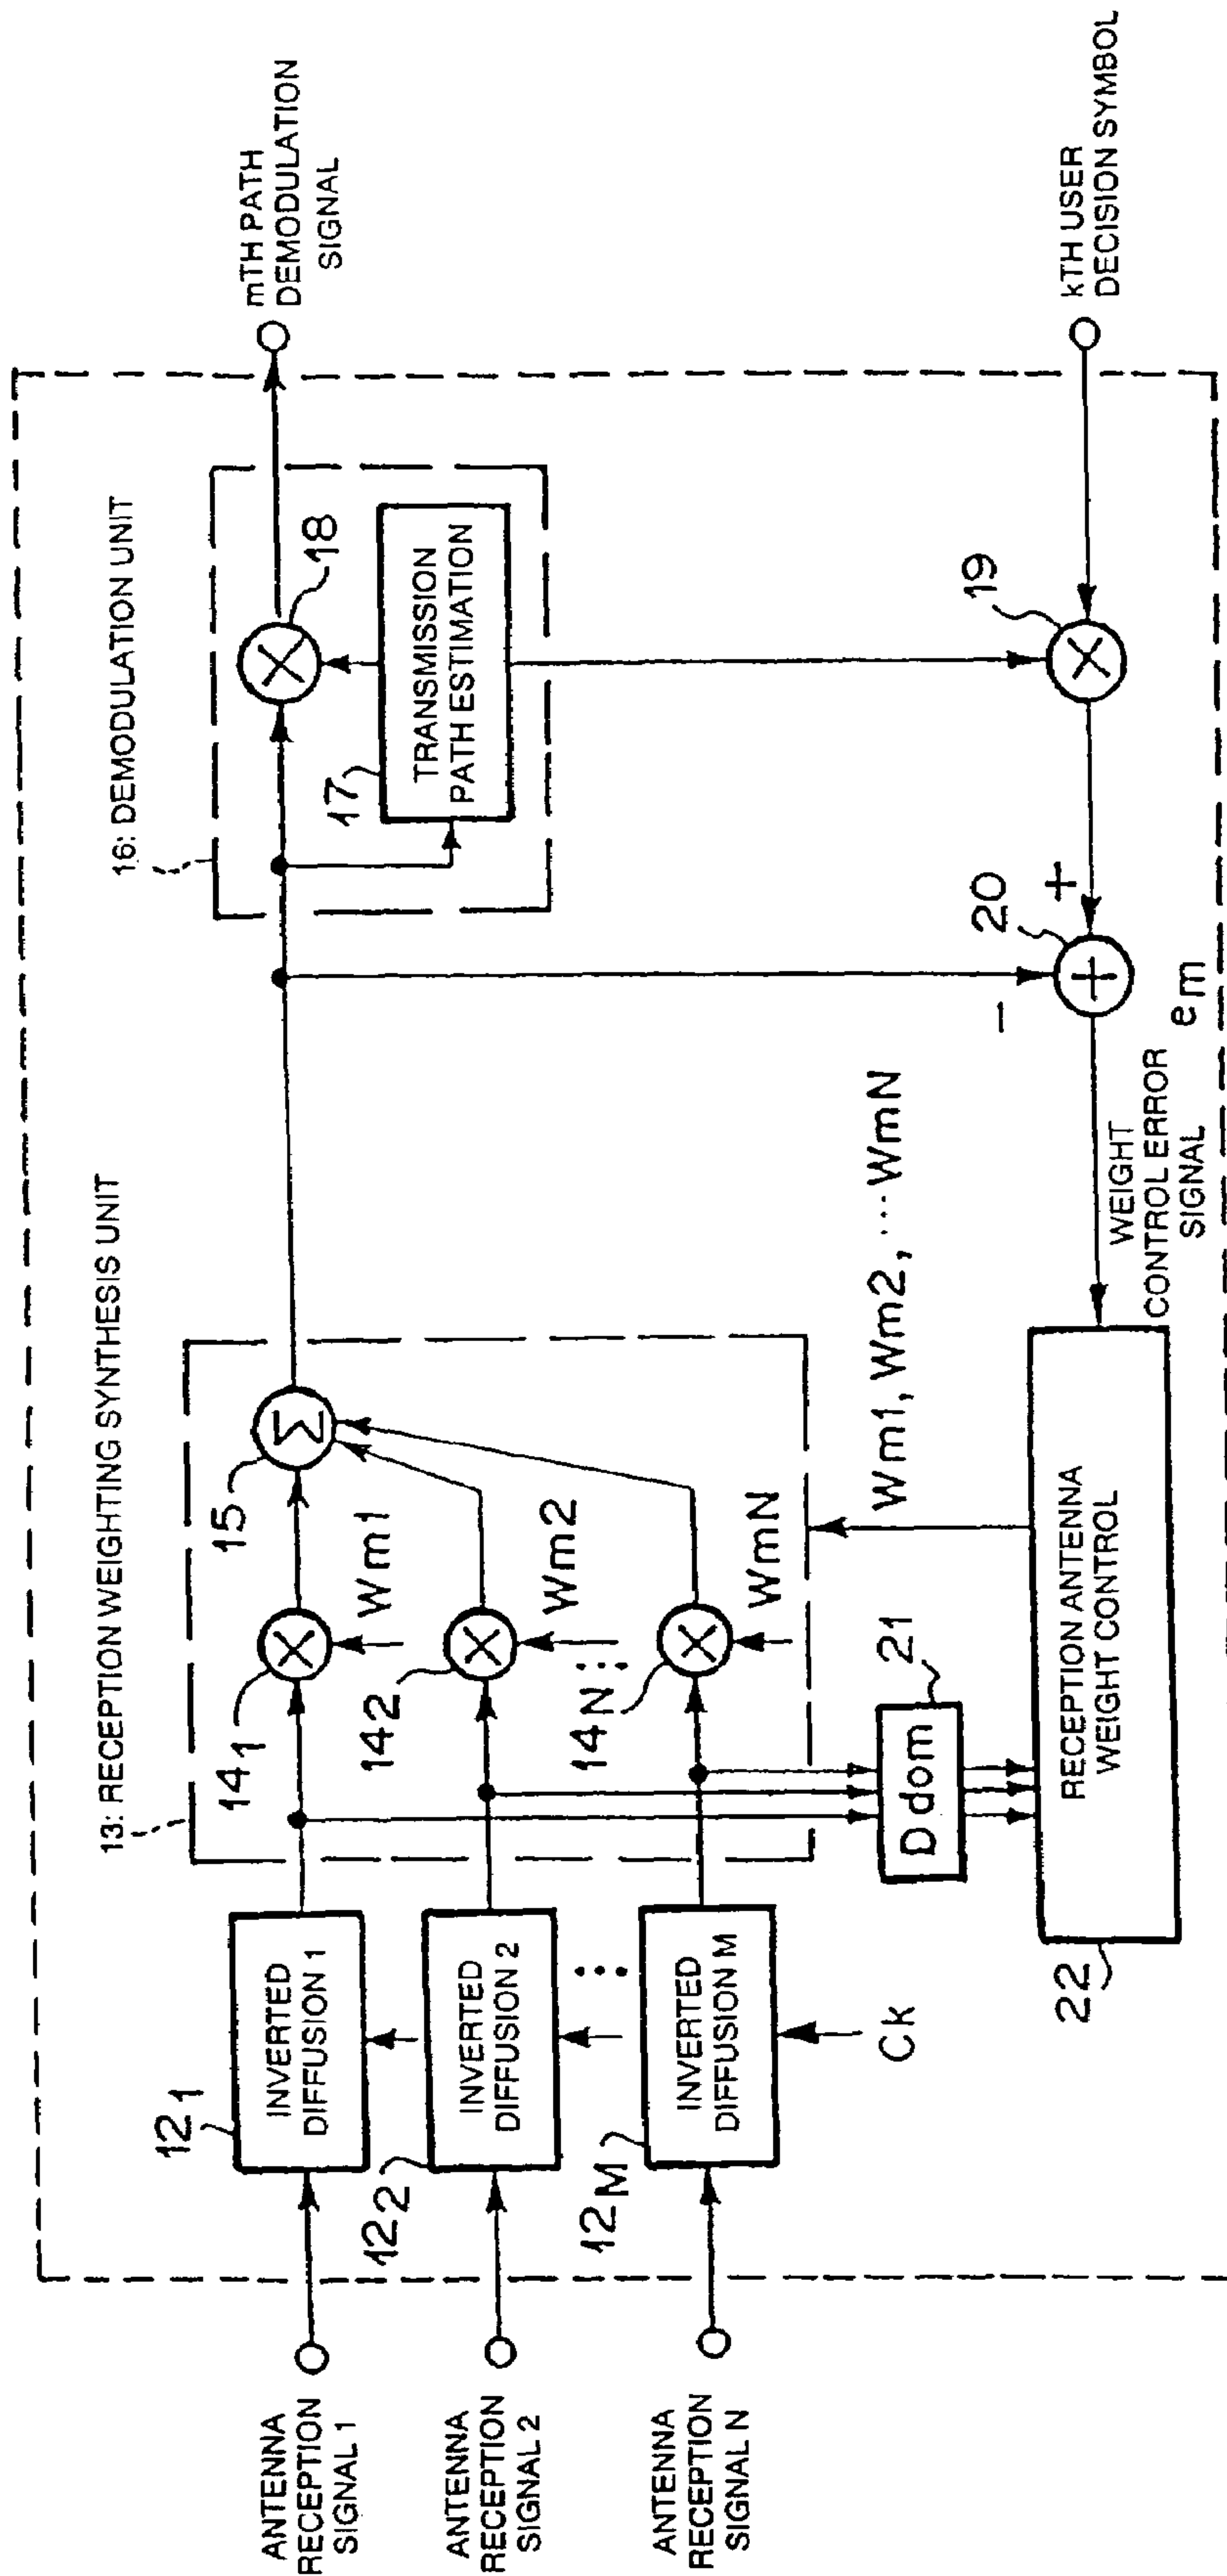 ANTENNA
RECEPTION
SIGNAL 1
ANTENNA
RECEPTION
SIGNAL 2
ANTENNA
RECEPTION
SIGNAL N
12 1
INVERTED
DIFFUSION 1
12 2
INVERTED
DIFFUSION 2
12 M
INVERTED
DIFFUSION M
Ck
13: RECEPTION WEIGHTING SYNTHESIS UNIT
14 1
Wm1
14 2
Wm2
14 N
WmN
15
Σ
21
D dom
22
RECEPTION ANTENNA
WEIGHT CONTROL
Wm1, Wm2, ··· WmN
WEIGHT
CONTROL ERROR
SIGNAL
em
20
+
−
16: DEMODULATION UNIT
17
TRANSMISSION
PATH ESTIMATION
18
19
mTH PATH
DEMODULATION
SIGNAL
kTH USER
DECISION SYMBOL